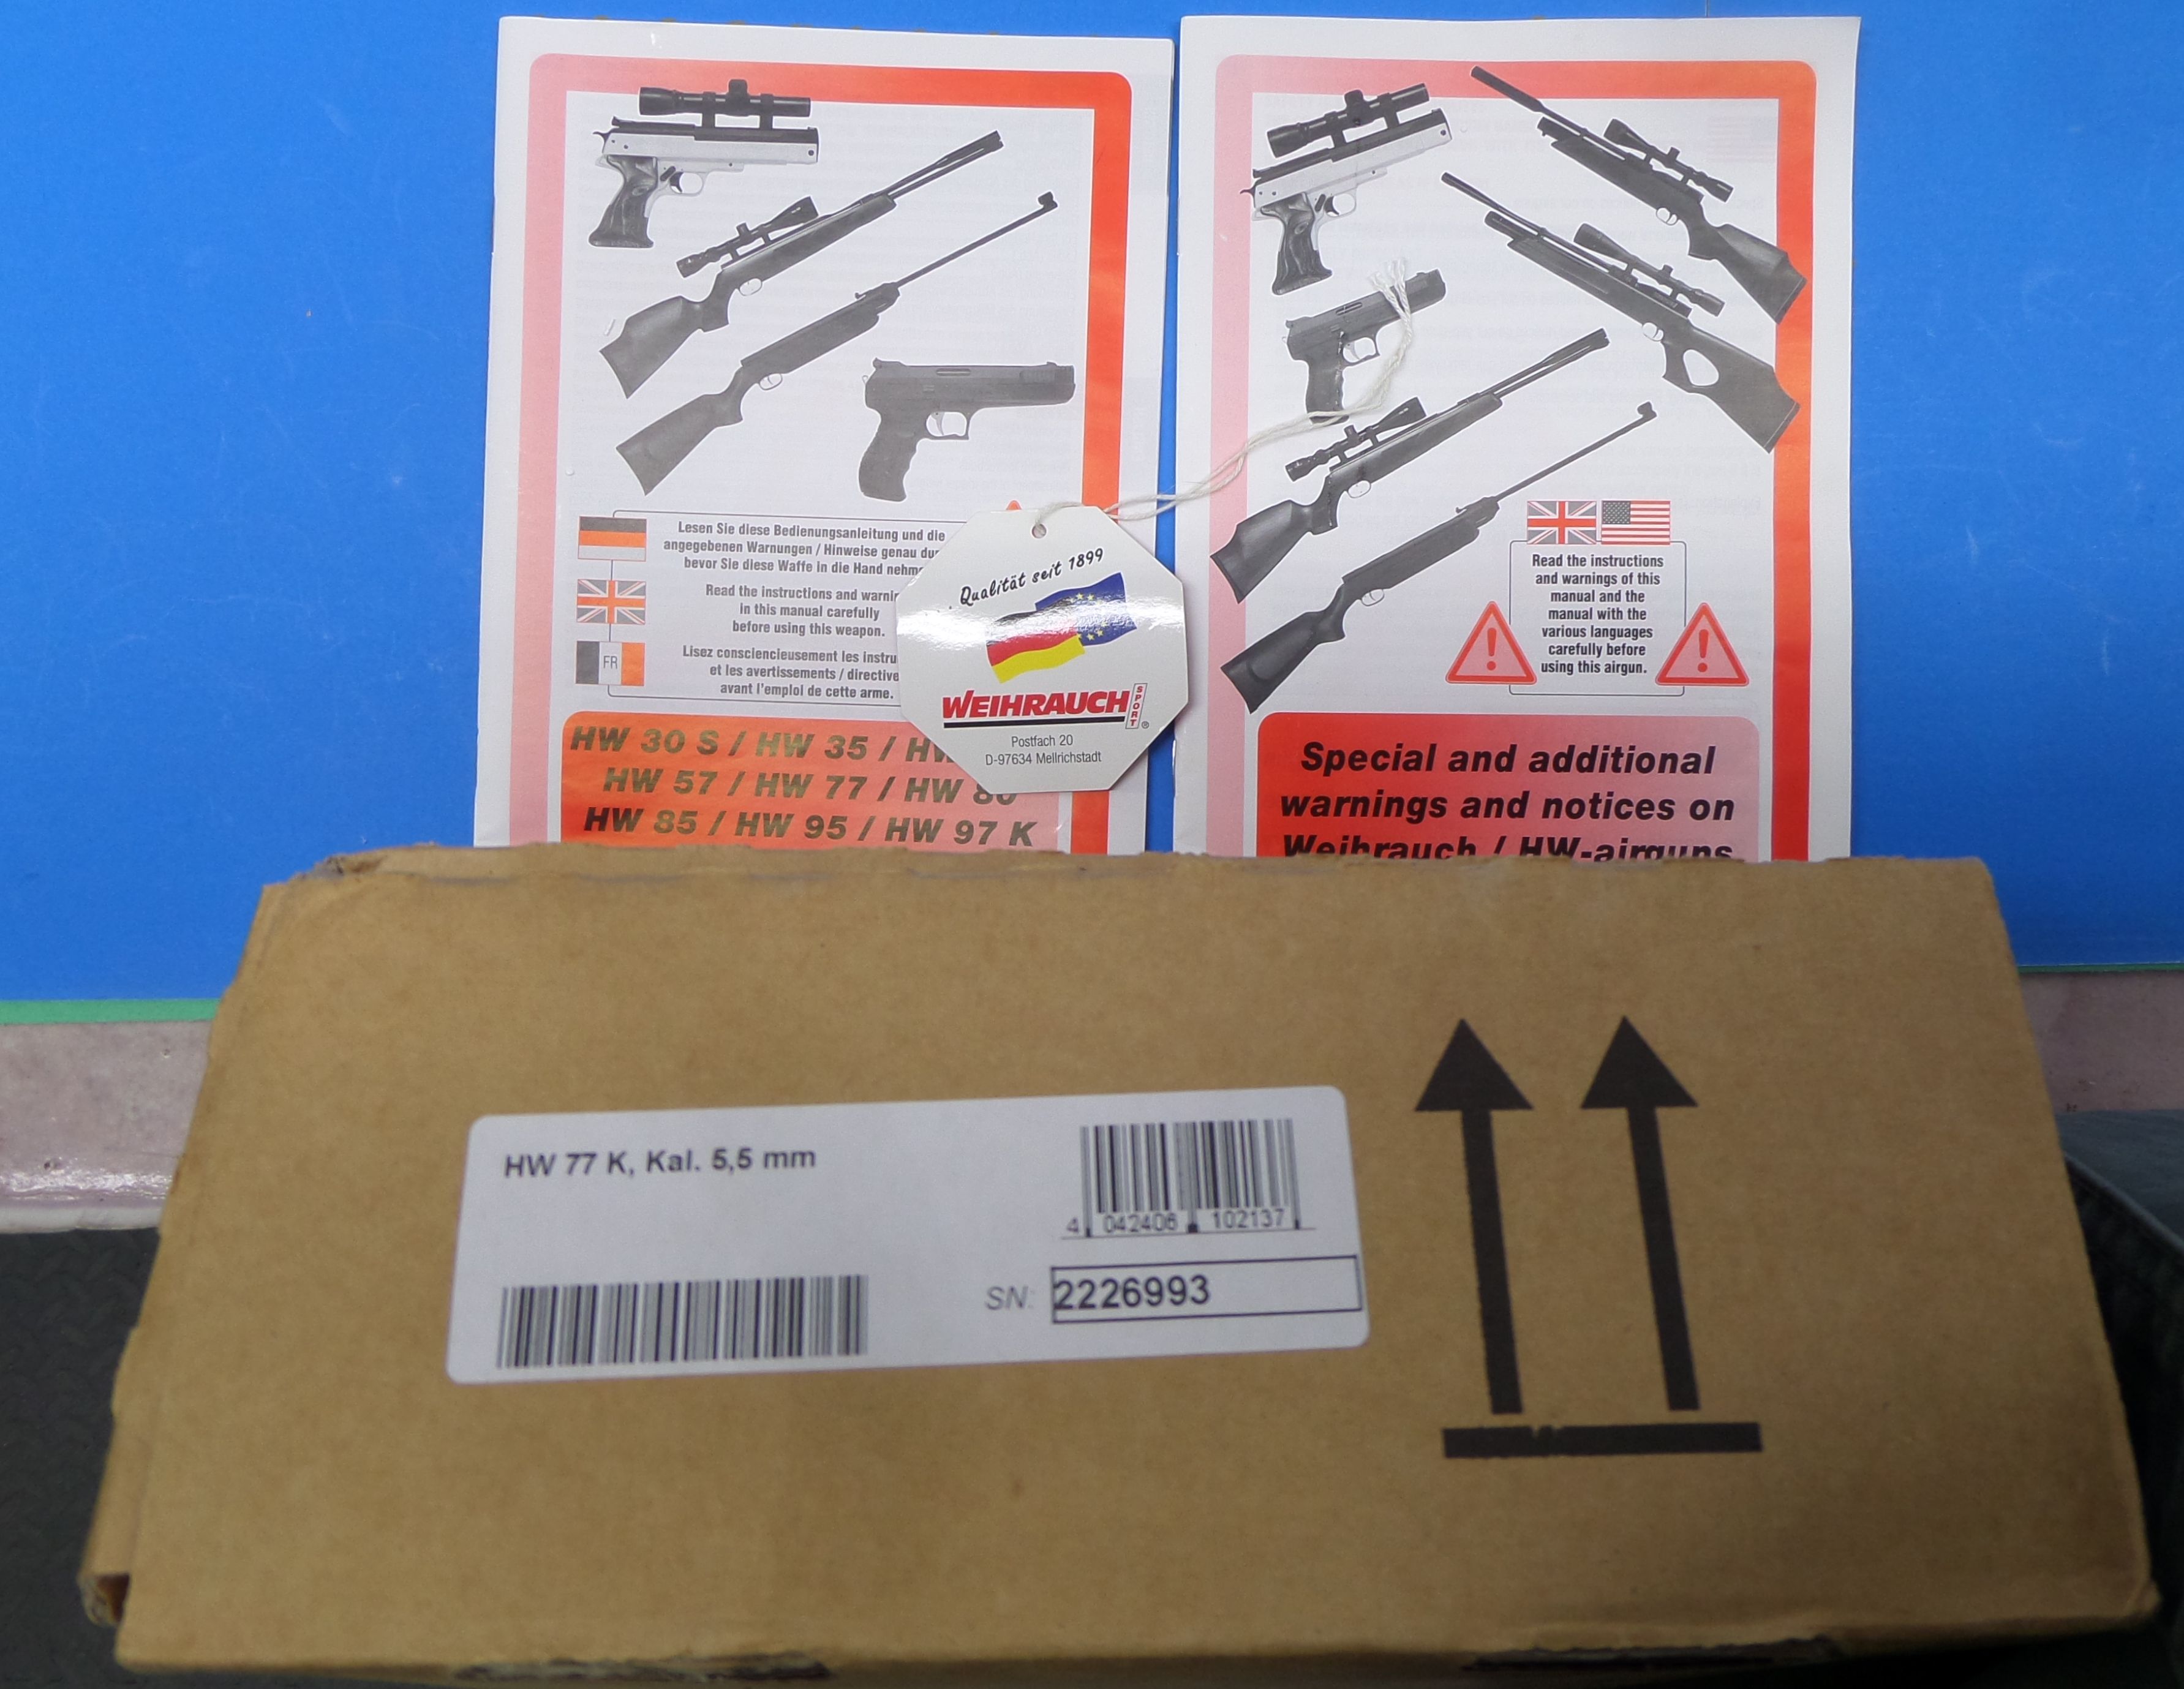 Lesen Sie diese Bedienungsanleitung und die
angegebenen Warnungen / Hinweise genau
bevor Sie diese Waffe in die Hand
Read the instructions and
in this manual carefully
before using this weapon.
FR
Lisez consciencieusement les
et les avertissements /
avant l'emploi de cette arme.
HW 30 S / HW 35 /
HW 57 / HW 77 / HW 80
HW 85 / HW 95 / HW 97 K
Qualität seit 1899
WEIHRAUCH SPORT ®
Postfach 20
D-97634 Mellrichstadt
Read the instructions
and warnings of this
manual and the
manual with the
various languages
carefully before
using this airgun.
Special and additional
warnings and notices on
Weihrauch / HW-airguns
HW 77 K, Kal. 5,5 mm
4 042406 102137
SN: 2226993